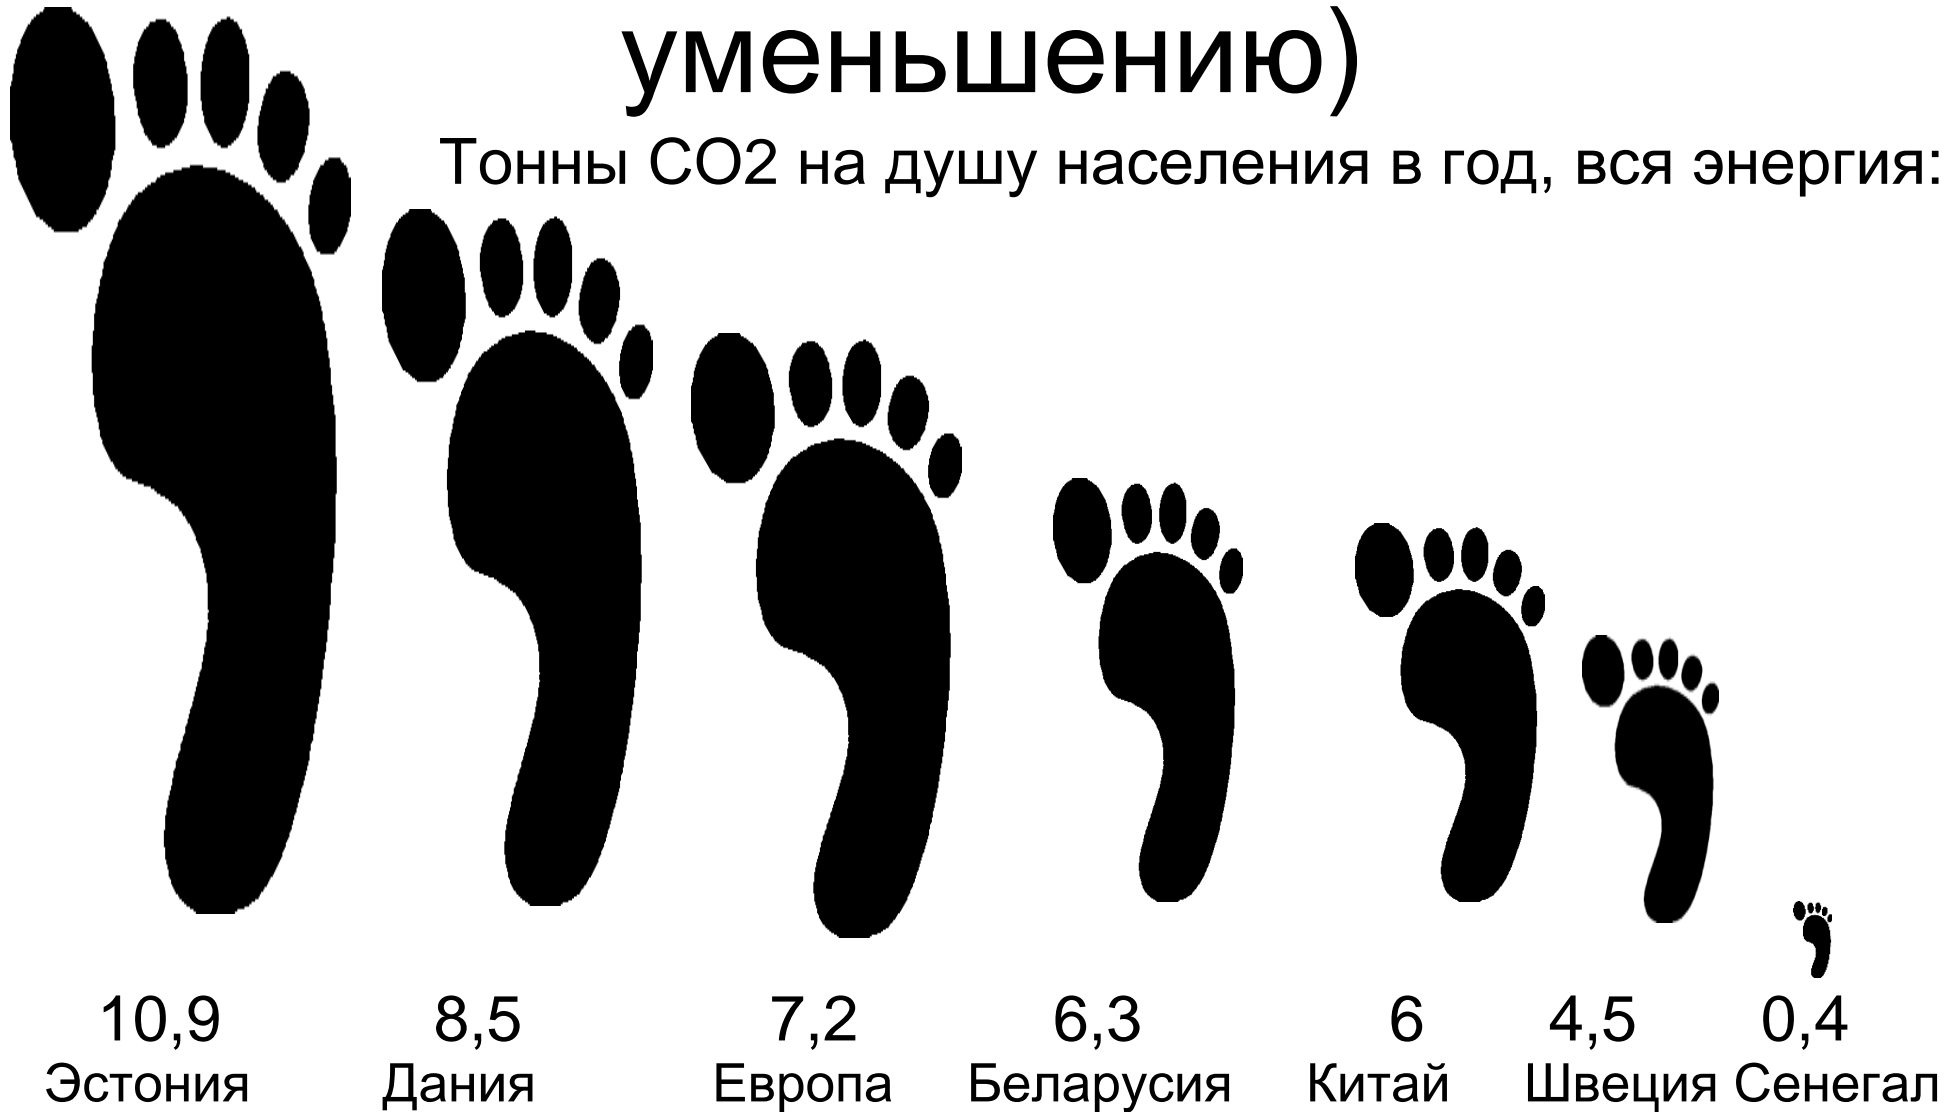 уменьшению)
Тонны СО2 на душу населения в год, вся энергия:
10,9 8,5 7,2 6,3 6 4,5 0,4
Эстония Дания Европа Беларусия Китай Швеция Сенегал